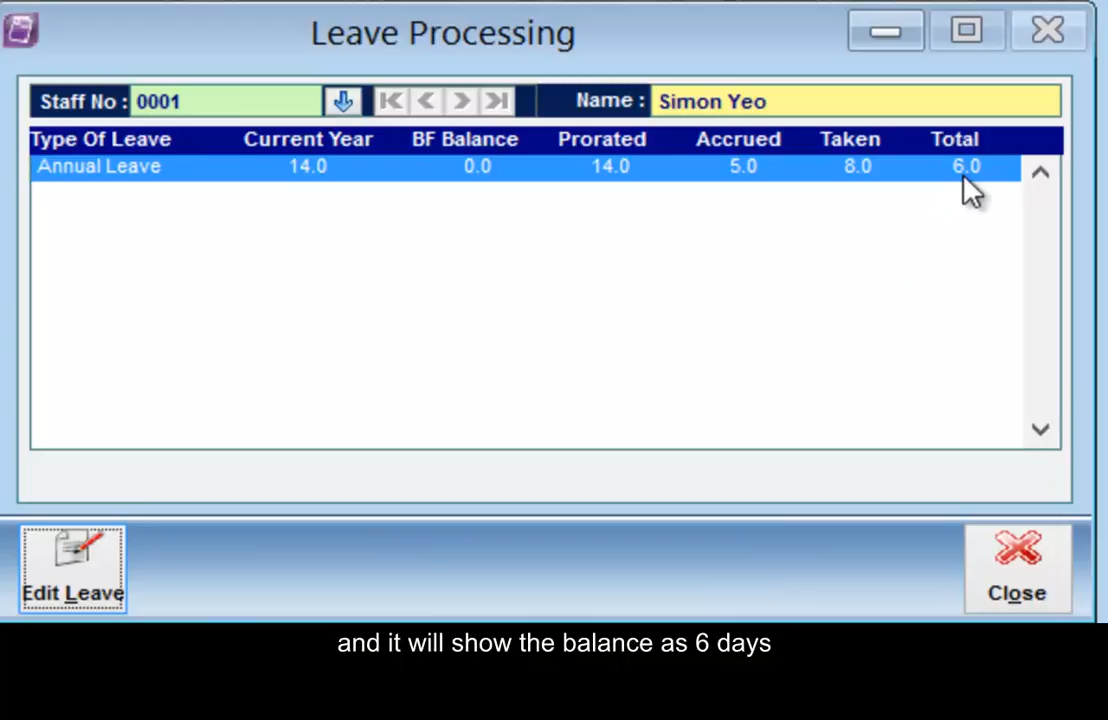 Leave Processing
Staff No : 0001 Name : Simon Yeo
Type Of Leave Current Year BF Balance Prorated Accrued Taken Total
Annual Leave 14.0 0.0 14.0 5.0 8.0 6.0
Edit Leave Close
and it will show the balance as 6 days